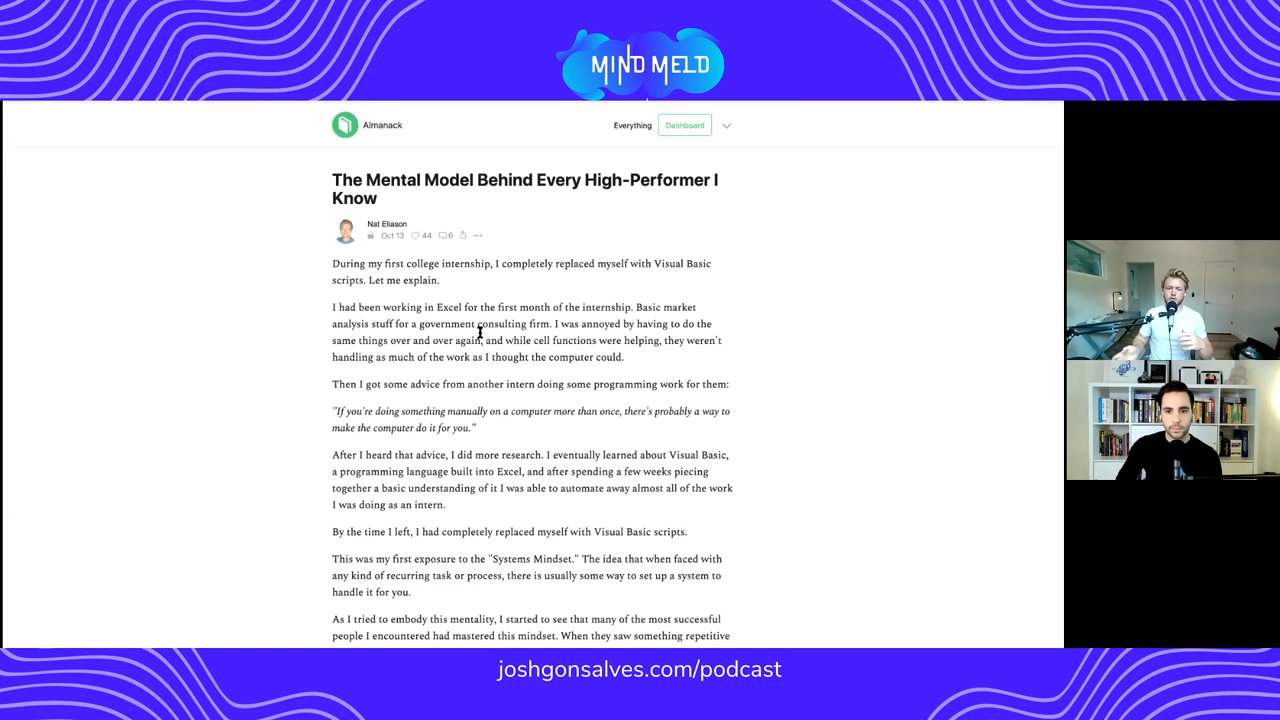 MIND MELD
Almanack
Everything
Dashboard
The Mental Model Behind Every High-Performer I
Know
Nat Eliason
Oct 13
44
6
During my first college internship, I completely replaced myself with Visual Basic
scripts. Let me explain.
I had been working in Excel for the first month of the internship. Basic market
analysis stuff for a government consulting firm. I was annoyed by having to do the
same things over and over again, and while cell functions were helping, they weren't
handling as much of the work as I thought the computer could.
Then I got some advice from another intern doing some programming work for them:
"If you're doing something manually on a computer more than once, there's probably a way to
make the computer do it for you."
After I heard that advice, I did more research. I eventually learned about Visual Basic,
a programming language built into Excel, and after spending a few weeks piecing
together a basic understanding of it I was able to automate away almost all of the work
I was doing as an intern.
By the time I left, I had completely replaced myself with Visual Basic scripts.
This was my first exposure to the "Systems Mindset." The idea that when faced with
any kind of recurring task or process, there is usually some way to set up a system to
handle it for you.
As I tried to embody this mentality, I started to see that many of the most successful
people I encountered had mastered this mindset. When they saw something repetitive
joshgonsalves.com/podcast